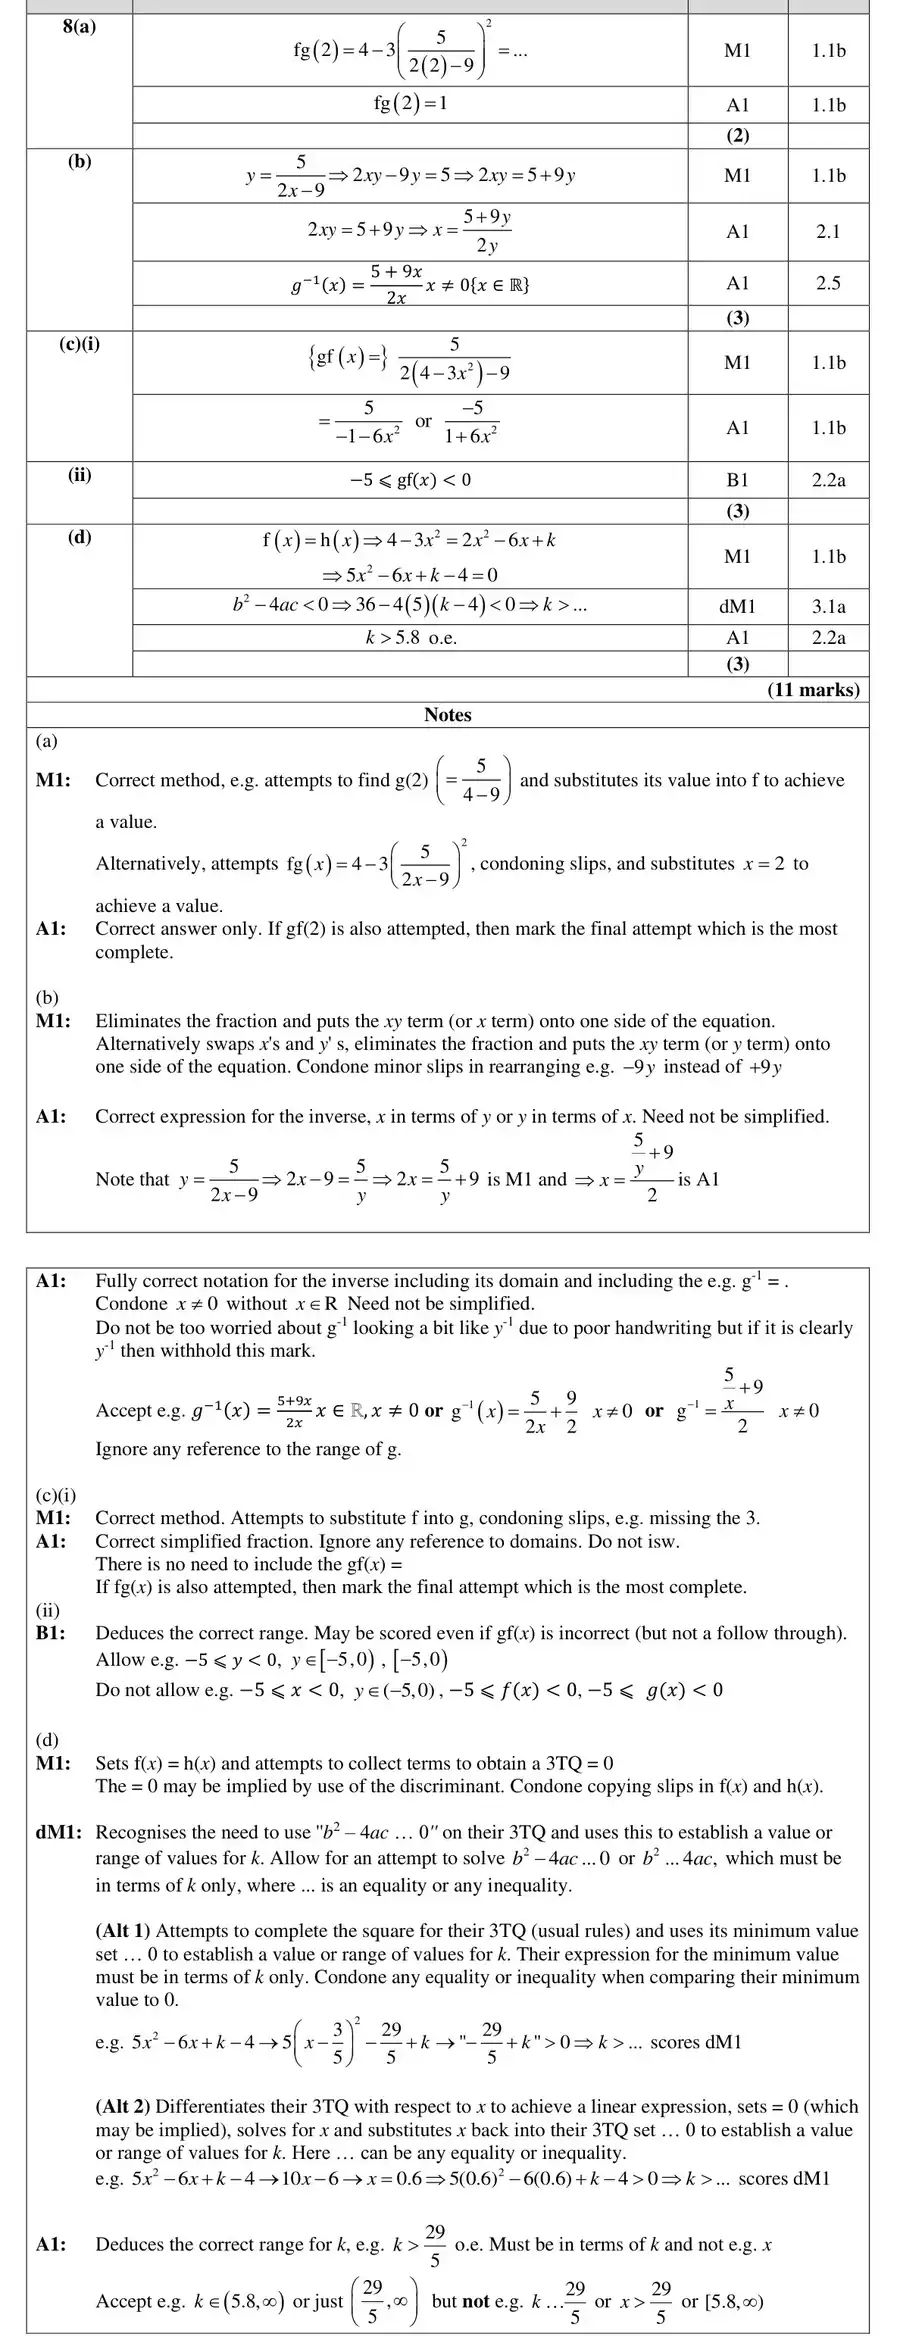 8(a)
fg(2) = 4 − 3(5/(2(2)−9))² = ...
M1
1.1b
fg(2) = 1
A1
1.1b
(2)
(b)
y = 5/(2x−9) ⇒ 2xy − 9y = 5 ⇒ 2xy = 5 + 9y
M1
1.1b
2xy = 5 + 9y ⇒ x = (5+9y)/2y
A1
2.1
g⁻¹(x) = (5 + 9x)/2x x ≠ 0{x ∈ ℝ}
A1
2.5
(3)
(c)(i)
{gf(x) =} 5/(2(4−3x²)−9)
M1
1.1b
= 5/(−1−6x²) or −5/(1+6x²)
A1
1.1b
(ii)
−5 ⩽ gf(x) < 0
B1
2.2a
(3)
(d)
f(x) = h(x) ⇒ 4 − 3x² = 2x² − 6x + k
⇒ 5x² − 6x + k − 4 = 0
M1
1.1b
b² − 4ac < 0 ⇒ 36 − 4(5)(k − 4) < 0 ⇒ k > ...
dM1
3.1a
k > 5.8 o.e.
A1
2.2a
(3)
(11 marks)
Notes
(a)
M1: Correct method, e.g. attempts to find g(2) (= 5/(4−9)) and substitutes its value into f to achieve
a value.
Alternatively, attempts fg(x) = 4 − 3(5/(2x−9))², condoning slips, and substitutes x = 2 to
achieve a value.
A1: Correct answer only. If gf(2) is also attempted, then mark the final attempt which is the most
complete.
(b)
M1: Eliminates the fraction and puts the xy term (or x term) onto one side of the equation.
Alternatively swaps x's and y' s, eliminates the fraction and puts the xy term (or y term) onto
one side of the equation. Condone minor slips in rearranging e.g. −9y instead of +9y
A1: Correct expression for the inverse, x in terms of y or y in terms of x. Need not be simplified.
Note that y = 5/(2x−9) ⇒ 2x − 9 = 5/y ⇒ 2x = 5/y + 9 is M1 and ⇒ x = (5/y + 9)/2 is A1
A1: Fully correct notation for the inverse including its domain and including the e.g. g⁻¹ = .
Condone x ≠ 0 without x ∈ R Need not be simplified.
Do not be too worried about g⁻¹ looking a bit like y⁻¹ due to poor handwriting but if it is clearly
y⁻¹ then withhold this mark.
Accept e.g. g⁻¹(x) = (5+9x)/2x x ∈ ℝ, x ≠ 0 or g⁻¹(x) = 5/2x + 9/2 x ≠ 0 or g⁻¹ = (5/x + 9)/2 x ≠ 0
Ignore any reference to the range of g.
(c)(i)
M1: Correct method. Attempts to substitute f into g, condoning slips, e.g. missing the 3.
A1: Correct simplified fraction. Ignore any reference to domains. Do not isw.
There is no need to include the gf(x) =
If fg(x) is also attempted, then mark the final attempt which is the most complete.
(ii)
B1: Deduces the correct range. May be scored even if gf(x) is incorrect (but not a follow through).
Allow e.g. −5 ⩽ y < 0, y ∈ [−5,0) , [−5,0)
Do not allow e.g. −5 ⩽ x < 0, y ∈ (−5,0) , −5 ⩽ f(x) < 0, −5 ⩽ g(x) < 0
(d)
M1: Sets f(x) = h(x) and attempts to collect terms to obtain a 3TQ = 0
The = 0 may be implied by use of the discriminant. Condone copying slips in f(x) and h(x).
dM1: Recognises the need to use "b² – 4ac … 0" on their 3TQ and uses this to establish a value or
range of values for k. Allow for an attempt to solve b² − 4ac ... 0 or b² ... 4ac, which must be
in terms of k only, where ... is an equality or any inequality.
(Alt 1) Attempts to complete the square for their 3TQ (usual rules) and uses its minimum value
set … 0 to establish a value or range of values for k. Their expression for the minimum value
must be in terms of k only. Condone any equality or inequality when comparing their minimum
value to 0.
e.g. 5x² − 6x + k − 4 → 5(x − 3/5)² − 29/5 + k → "− 29/5 + k" > 0 ⇒ k > ... scores dM1
(Alt 2) Differentiates their 3TQ with respect to x to achieve a linear expression, sets = 0 (which
may be implied), solves for x and substitutes x back into their 3TQ set … 0 to establish a value
or range of values for k. Here … can be any equality or inequality.
e.g. 5x² − 6x + k − 4 → 10x − 6 → x = 0.6 ⇒ 5(0.6)² − 6(0.6) + k − 4 > 0 ⇒ k > ... scores dM1
A1: Deduces the correct range for k, e.g. k > 29/5 o.e. Must be in terms of k and not e.g. x
Accept e.g. k ∈ (5.8,∞) or just (29/5,∞) but not e.g. k … 29/5 or x > 29/5 or [5.8,∞)